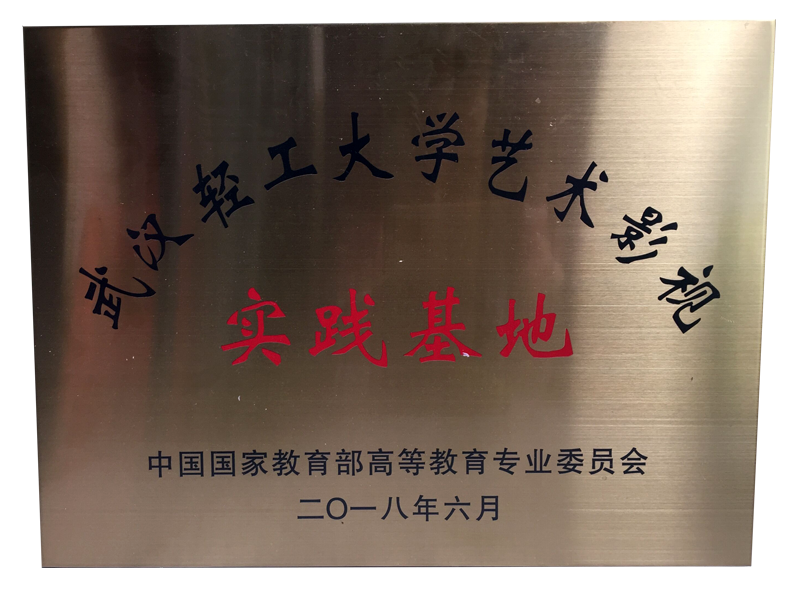 武汉轻工大学艺术影视
实践基地
中国国家教育部高等教育专业委员会
二〇一八年六月